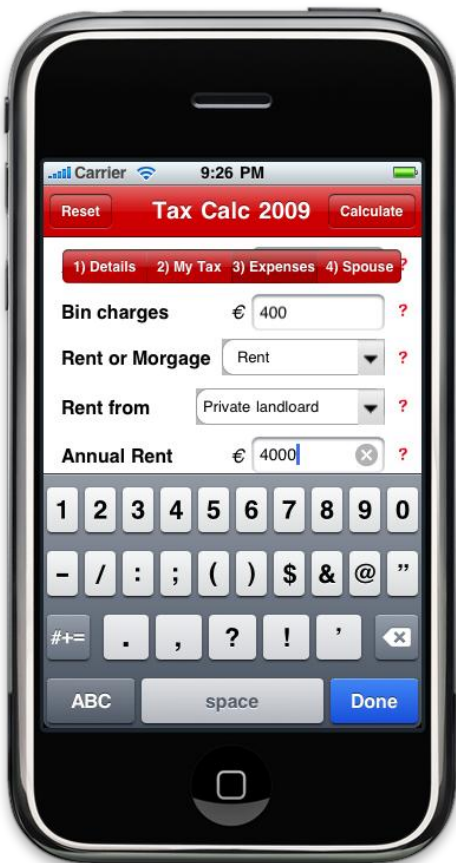 Carrier 9:26 PM
Reset Tax Calc 2009 Calculate
1) Details 2) My Tax 3) Expenses 4) Spouse ?
Bin charges € 400 ?
Rent or Morgage Rent ?
Rent from Private landloard ?
Annual Rent € 4000 ?
1 2 3 4 5 6 7 8 9 0
- / : ; ( ) $ & @ "
#+= . , ? ! '
ABC space Done